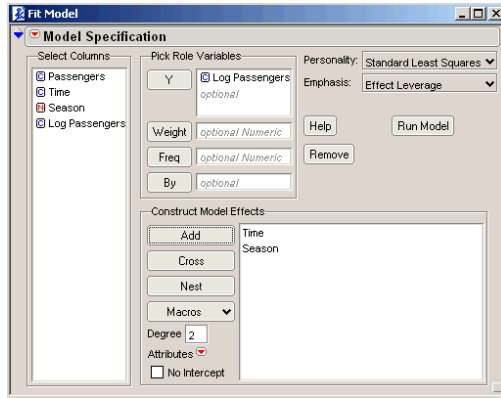 Fit Model
Model Specification
Select Columns
Passengers
Time
Season
Log Passengers
Pick Role Variables
Y
Log Passengers
optional
Weight
optional Numeric
Freq
optional Numeric
By
optional
Personality:
Standard Least Squares
Emphasis:
Effect Leverage
Help
Run Model
Remove
Construct Model Effects
Add
Cross
Nest
Macros
Degree 2
Attributes
No Intercept
Time
Season